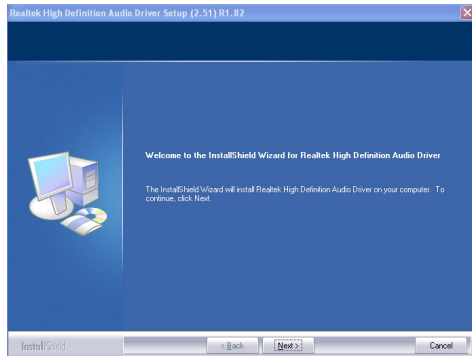 Realtek High Definition Audio Driver Setup (2.51) R1.82
Welcome to the InstallShield Wizard for Realtek High Definition Audio Driver
The InstallShield Wizard will install Realtek High Definition Audio Driver on your computer. To
continue, click Next.
InstallShield
< Back
Next >
Cancel